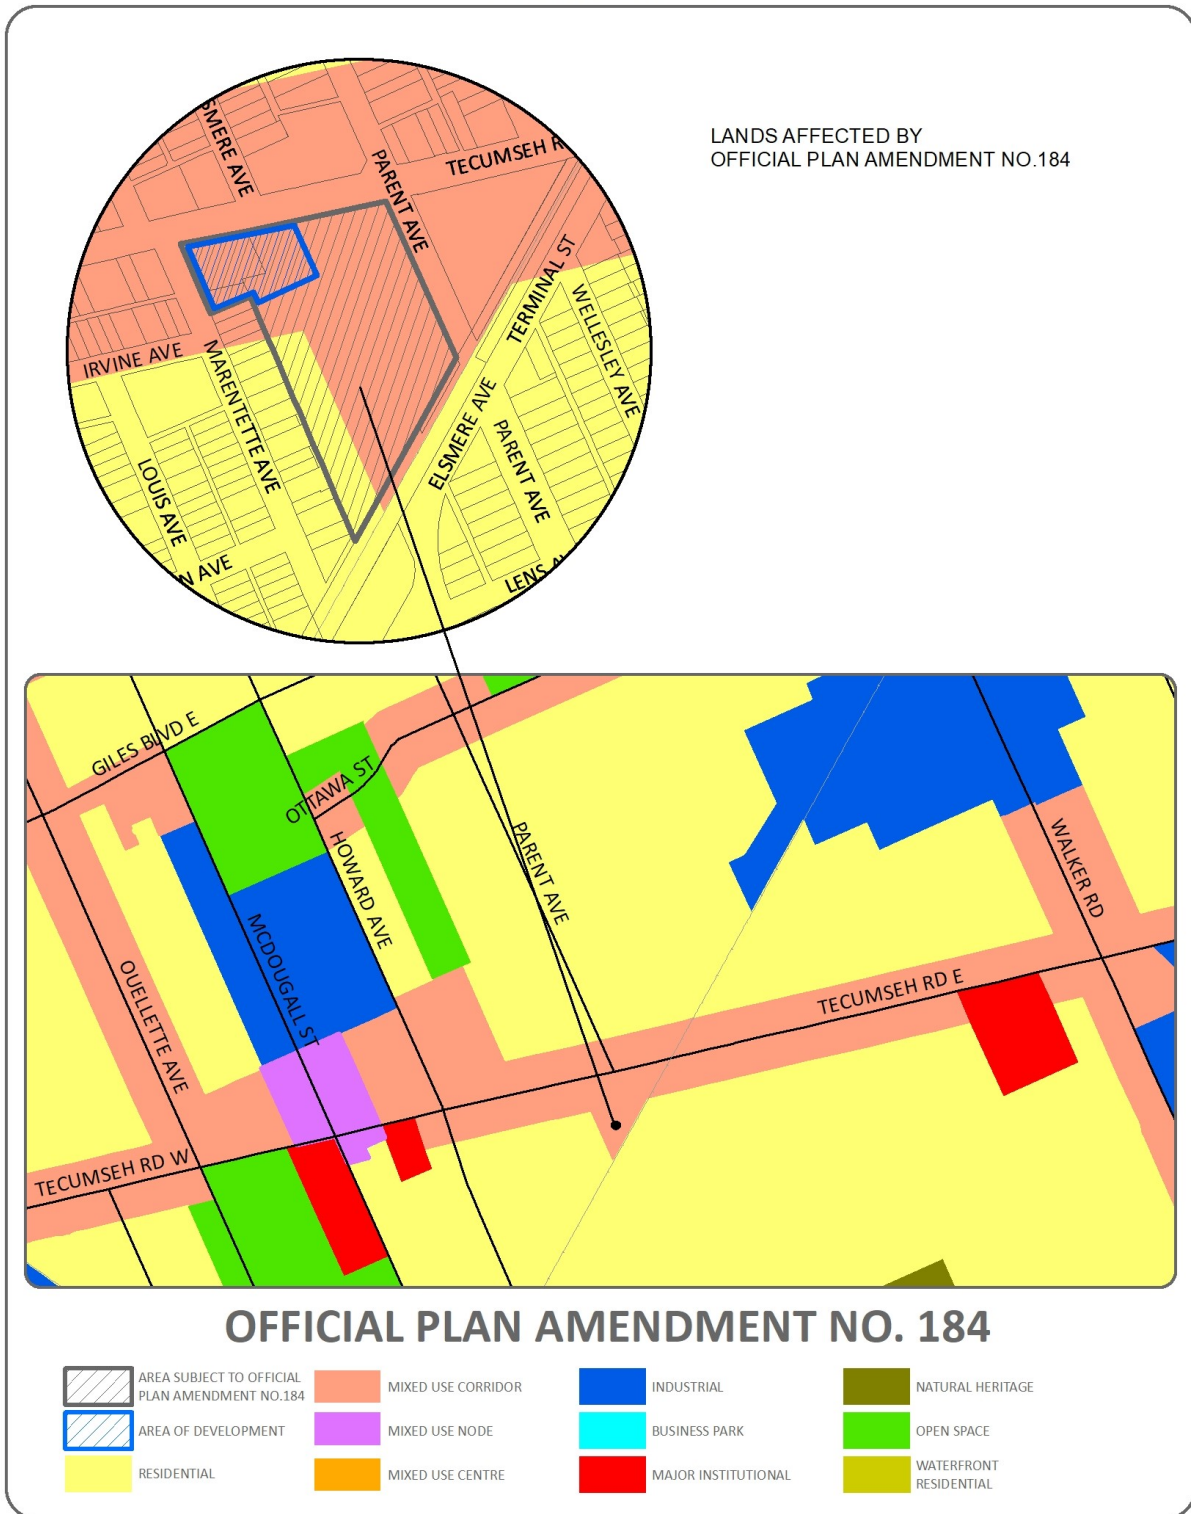 LANDS AFFECTED BY
OFFICIAL PLAN AMENDMENT NO.184
SMERE AVE
PARENT AVE
TECUMSEH R
TERMINAL ST
WELLESLEY AVE
IRVINE AVE
MARENTETTE AVE
ELSMERE AVE
PARENT AVE
LOUIS AVE
N AVE
LENS AV
GILES BLVD E
OTTAWA ST
HOWARD AVE
PARENT AVE
WALKER RD
MCDOUGALL ST
OUELLETTE AVE
TECUMSEH RD E
TECUMSEH RD W
OFFICIAL PLAN AMENDMENT NO. 184
AREA SUBJECT TO OFFICIAL
PLAN AMENDMENT NO.184
AREA OF DEVELOPMENT
RESIDENTIAL
MIXED USE CORRIDOR
MIXED USE NODE
MIXED USE CENTRE
INDUSTRIAL
BUSINESS PARK
MAJOR INSTITUTIONAL
NATURAL HERITAGE
OPEN SPACE
WATERFRONT
RESIDENTIAL